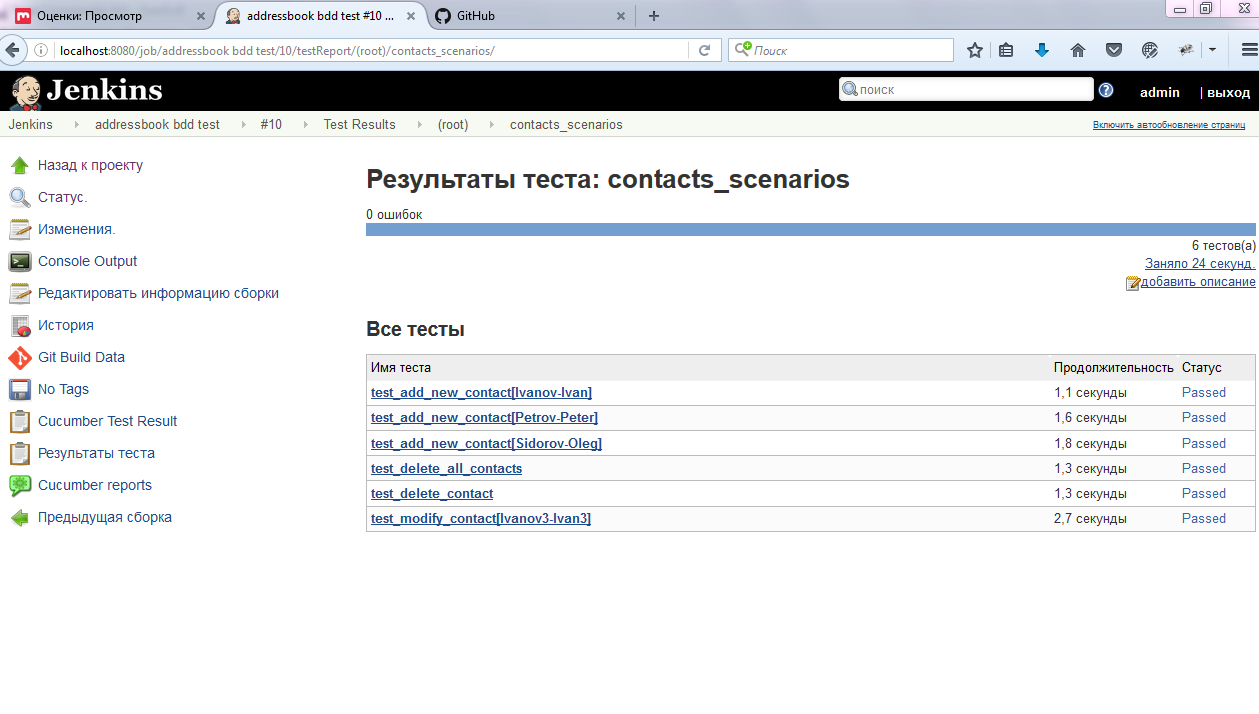 Оценки: Просмотр
addressbook bdd test #10 ...
GitHub
localhost:8080/job/addressbook bdd test/10/testReport/(root)/contacts_scenarios/
Поиск
Jenkins
поиск
admin
| выход
Jenkins
addressbook bdd test
#10
Test Results
(root)
contacts_scenarios
Включить автообновление страниц
Назад к проекту
Статус.
Изменения.
Console Output
Редактировать информацию сборки
История
Git Build Data
No Tags
Cucumber Test Result
Результаты теста
Cucumber reports
Предыдущая сборка
Результаты теста: contacts_scenarios
0 ошибок
6 тестов(а)
Заняло 24 секунд.
добавить описание
Все тесты
Имя теста Продолжительность Статус
test_add_new_contact[Ivanov-Ivan] 1,1 секунды Passed
test_add_new_contact[Petrov-Peter] 1,6 секунды Passed
test_add_new_contact[Sidorov-Oleg] 1,8 секунды Passed
test_delete_all_contacts 1,3 секунды Passed
test_delete_contact 1,3 секунды Passed
test_modify_contact[Ivanov3-Ivan3] 2,7 секунды Passed